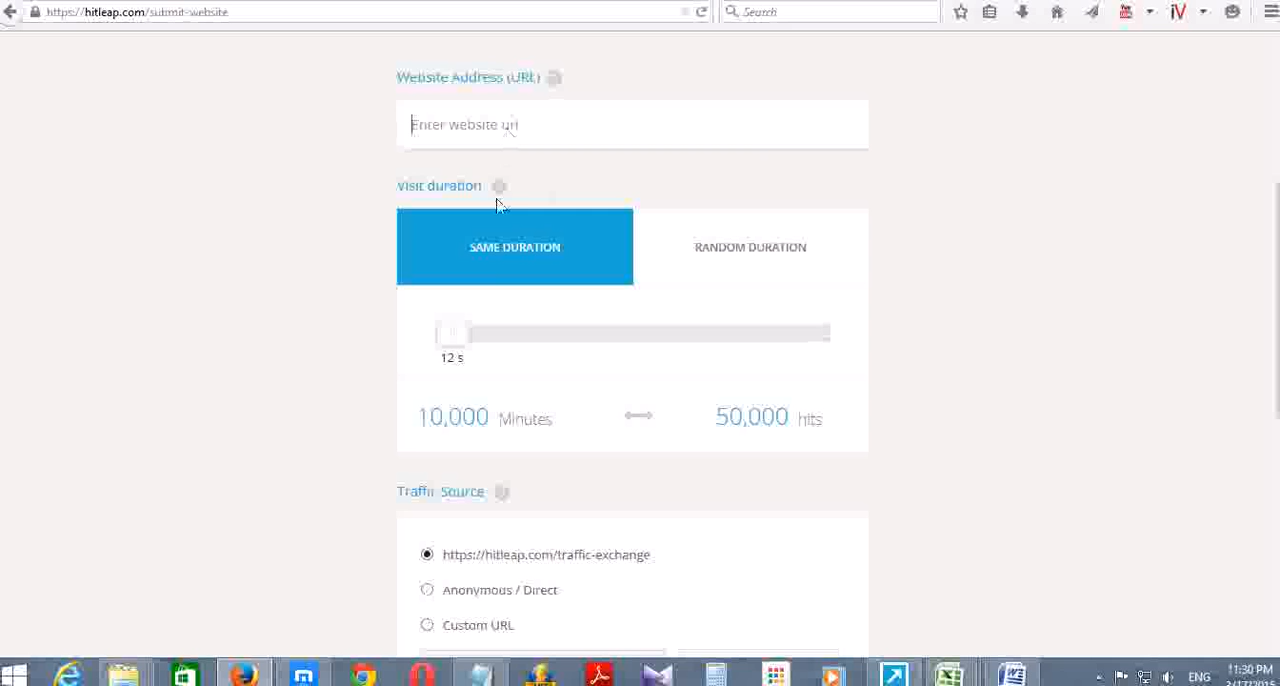 https://hitleap.com/submit-website
Search
Website Address (URL)
Enter website url
Visit duration
SAME DURATION
RANDOM DURATION
12 s
10,000 Minutes
50,000 hits
Traffic Source
https://hitleap.com/traffic-exchange
Anonymous / Direct
Custom URL
ENG
11:30 PM